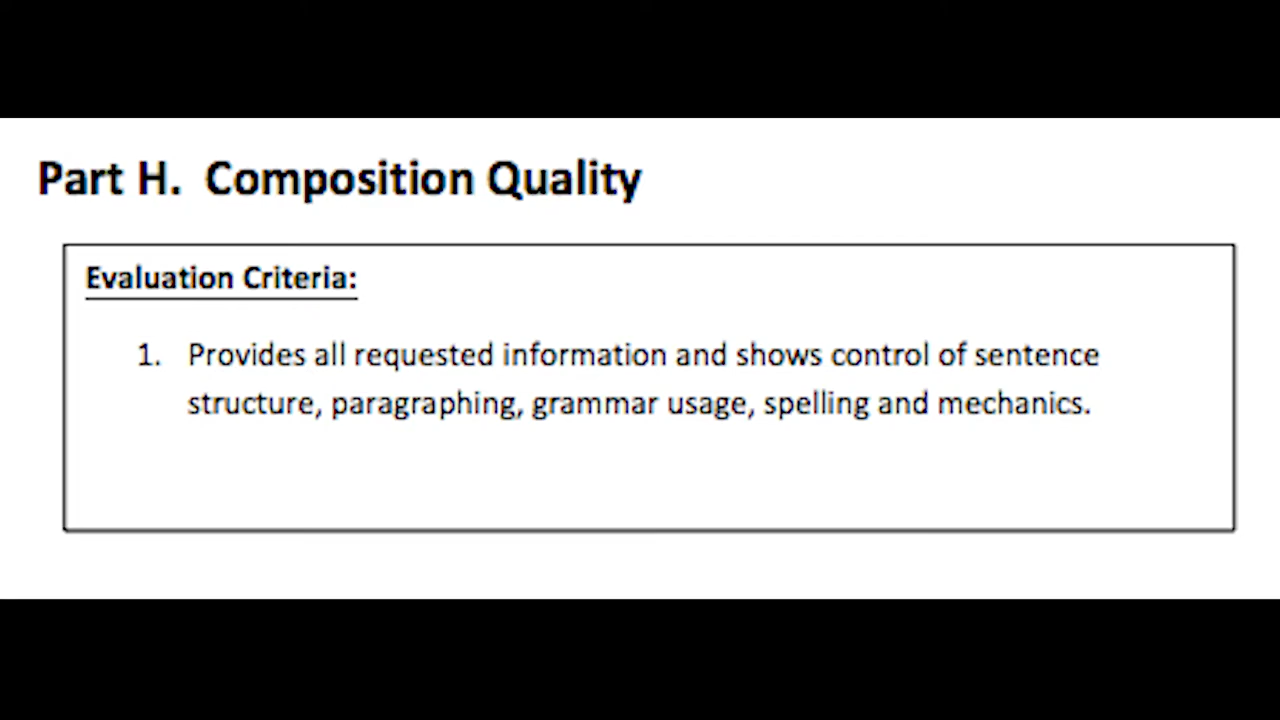 Part H. Composition Quality
Evaluation Criteria:
1. Provides all requested information and shows control of sentence
structure, paragraphing, grammar usage, spelling and mechanics.